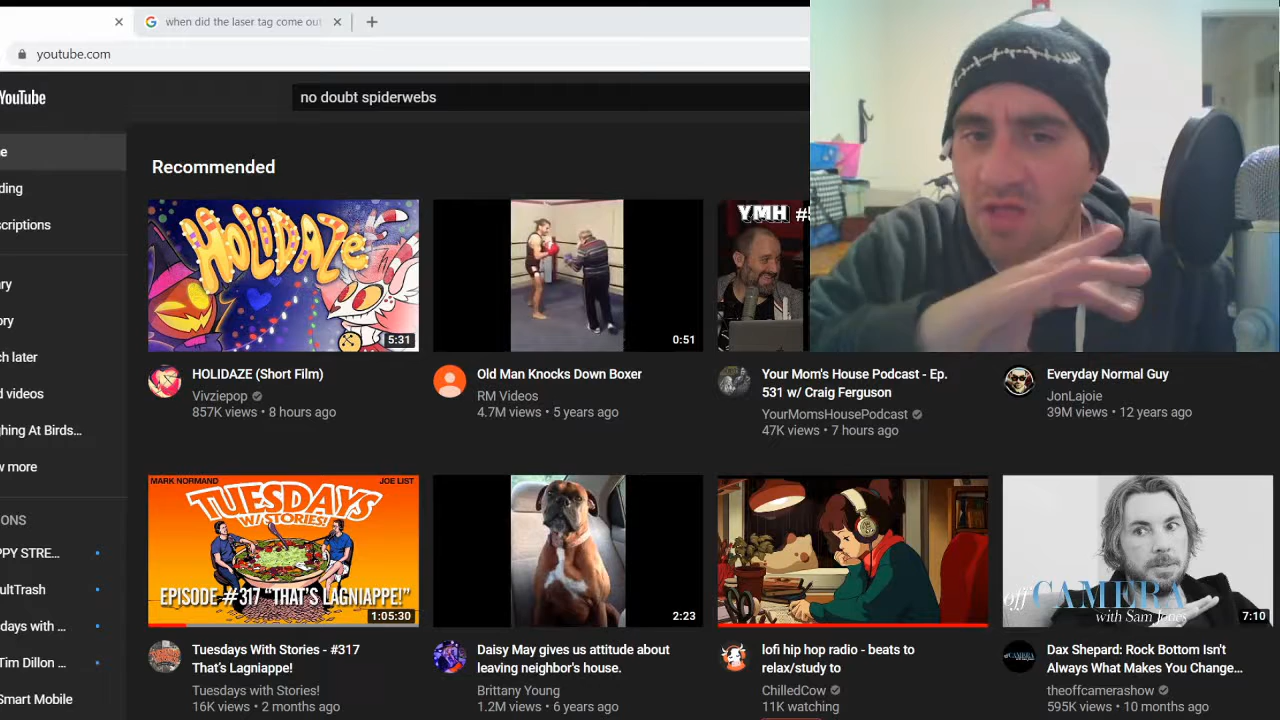 when did the laser tag come out
youtube.com
YouTube
no doubt spiderwebs
Recommended
HOLIDAZE
YMH #5
5:31
0:51
HOLIDAZE (Short Film)
Vivziepop
857K views • 8 hours ago
Old Man Knocks Down Boxer
RM Videos
4.7M views • 5 years ago
Your Mom's House Podcast - Ep.
531 w/ Craig Ferguson
YourMomsHousePodcast
47K views • 7 hours ago
Everyday Normal Guy
JonLajoie
39M views • 12 years ago
e
ding
scriptions
ry
ory
ch later
d videos
ghing At Birds...
w more
ONS
PPY STRE...
ultTrash
days with ...
Tim Dillon ...
Smart Mobile
MARK NORMAND
JOE LIST
TUESDAYS
W/ STORIES!
EPISODE #317 "THAT'S LAGNIAPPE!"
1:05:30
2:23
off CAMERA
with Sam Jones
7:10
Tuesdays With Stories - #317
That's Lagniappe!
Tuesdays with Stories!
16K views • 2 months ago
Daisy May gives us attitude about
leaving neighbor's house.
Brittany Young
1.2M views • 6 years ago
lofi hip hop radio - beats to
relax/study to
ChilledCow
11K watching
Dax Shepard: Rock Bottom Isn't
Always What Makes You Change...
theoffcamerashow
595K views • 10 months ago